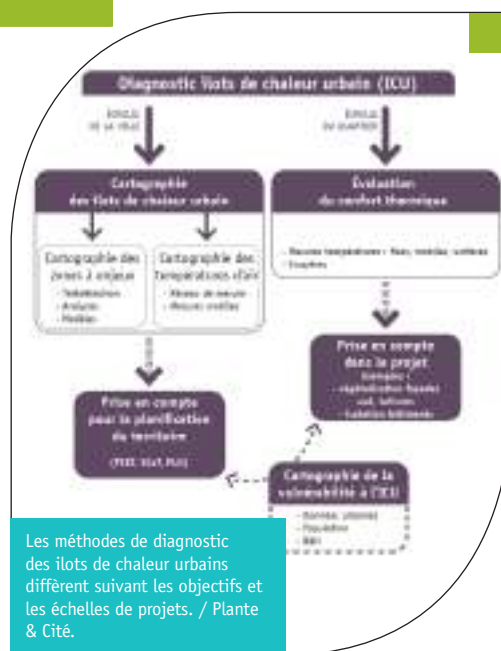 Diagnostic îlots de chaleur urbain (ICU)
ÉCHELLE
DE LA VILLE
ÉCHELLE
DU QUARTIER
Cartographie
des îlots de chaleur urbain
Évaluation
du confort thermique
Cartographie des
zones à enjeux
- Télédétection
- Analyses
- Modèles
Cartographie des
températures d'air
- Réseau de mesure
- Mesures mobiles
- Mesures températures : fixes, mobiles, surfaces
- Enquêtes
Prise en compte
dans le projet
Exemples :
- végétalisation façades
sud, toitures
- isolation bâtiments
Prise en compte
pour la planification
du territoire
(PCET, SCoT, PLU)
Cartographie de la
vulnérabilité à l'ICU
- Données urbaines
- Population
Les méthodes de diagnostic
des ilots de chaleur urbains
diffèrent suivant les objectifs et
les échelles de projets. / Plante
& Cité.